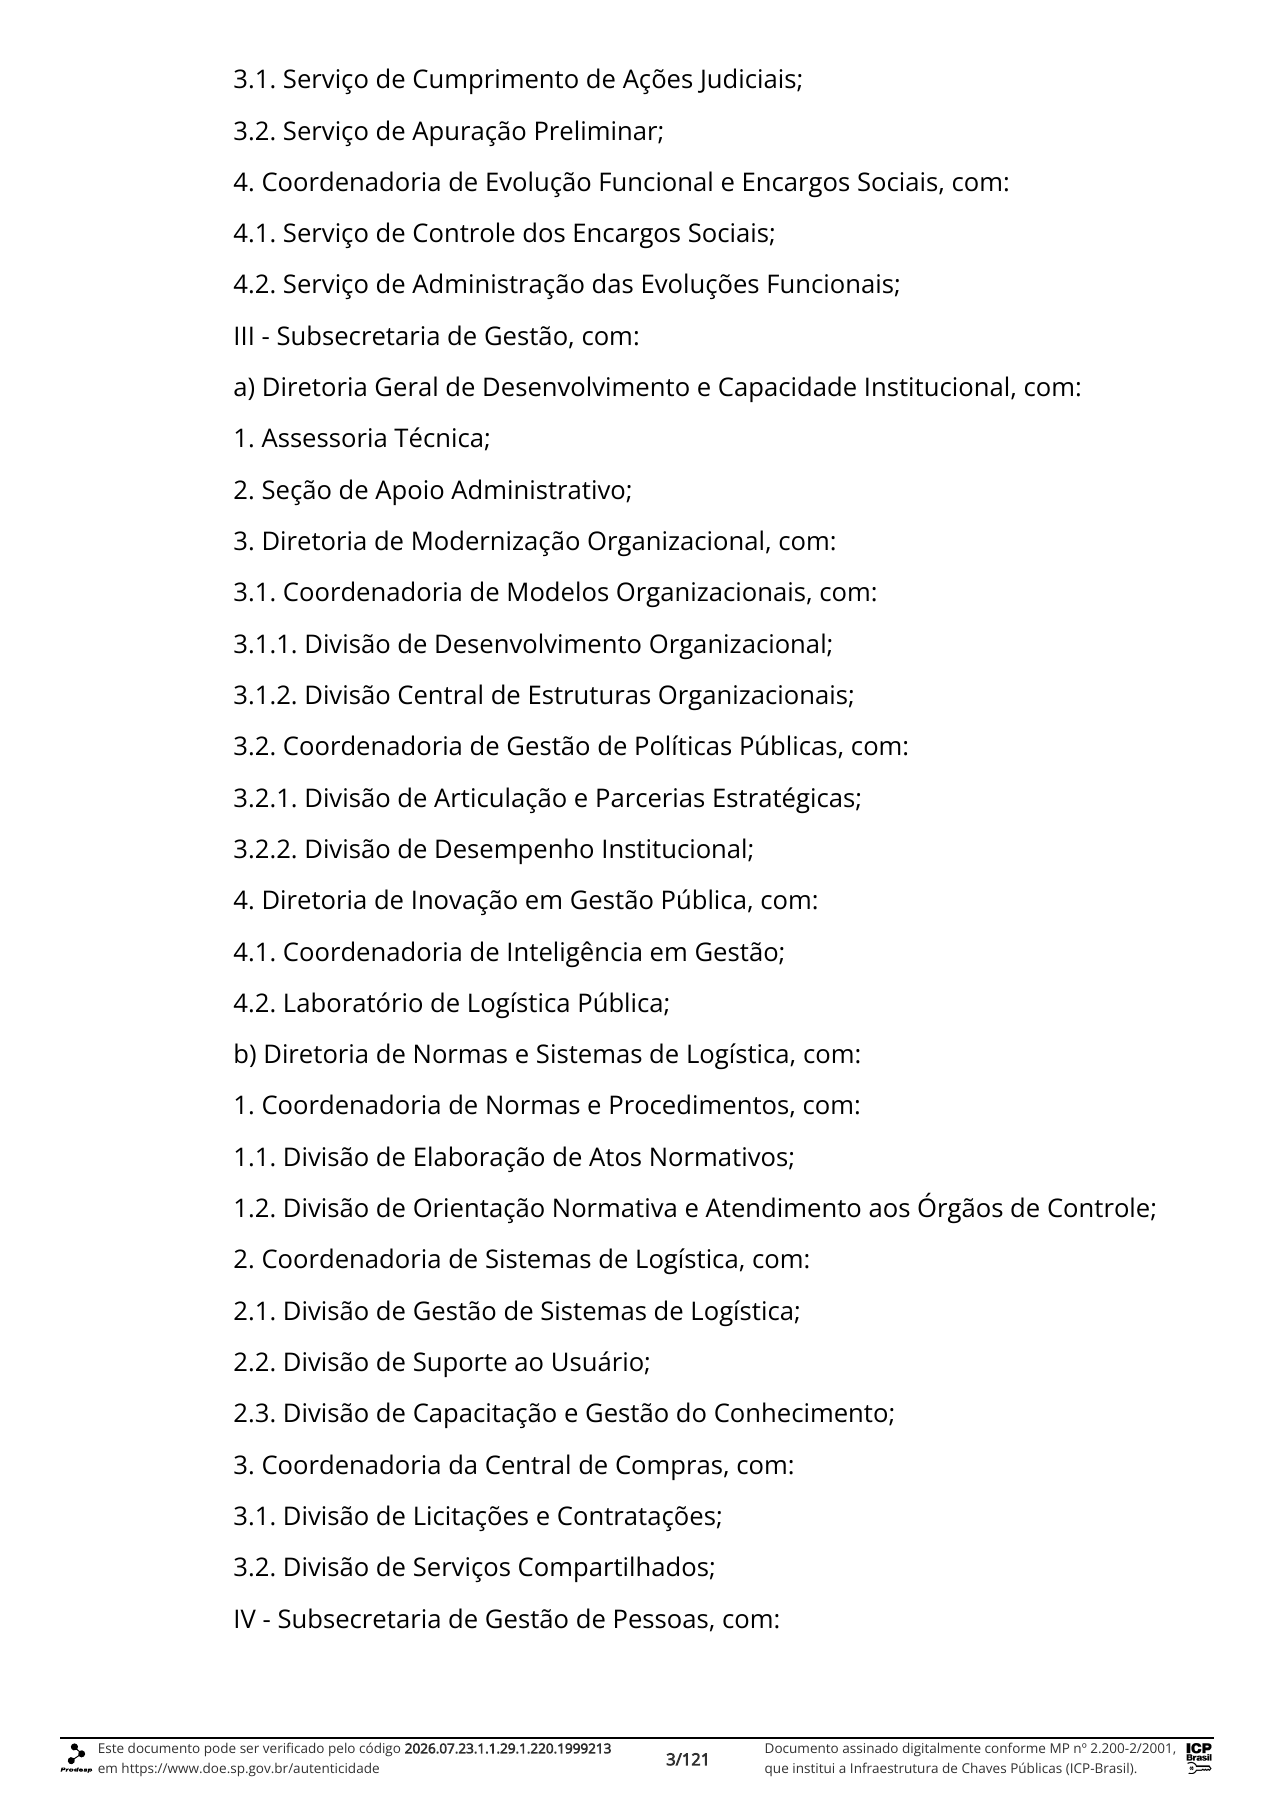 3.1. Serviço de Cumprimento de Ações Judiciais;
3.2. Serviço de Apuração Preliminar;
4. Coordenadoria de Evolução Funcional e Encargos Sociais, com:
4.1. Serviço de Controle dos Encargos Sociais;
4.2. Serviço de Administração das Evoluções Funcionais;
III - Subsecretaria de Gestão, com:
a) Diretoria Geral de Desenvolvimento e Capacidade Institucional, com:
1. Assessoria Técnica;
2. Seção de Apoio Administrativo;
3. Diretoria de Modernização Organizacional, com:
3.1. Coordenadoria de Modelos Organizacionais, com:
3.1.1. Divisão de Desenvolvimento Organizacional;
3.1.2. Divisão Central de Estruturas Organizacionais;
3.2. Coordenadoria de Gestão de Políticas Públicas, com:
3.2.1. Divisão de Articulação e Parcerias Estratégicas;
3.2.2. Divisão de Desempenho Institucional;
4. Diretoria de Inovação em Gestão Pública, com:
4.1. Coordenadoria de Inteligência em Gestão;
4.2. Laboratório de Logística Pública;
b) Diretoria de Normas e Sistemas de Logística, com:
1. Coordenadoria de Normas e Procedimentos, com:
1.1. Divisão de Elaboração de Atos Normativos;
1.2. Divisão de Orientação Normativa e Atendimento aos Órgãos de Controle;
2. Coordenadoria de Sistemas de Logística, com:
2.1. Divisão de Gestão de Sistemas de Logística;
2.2. Divisão de Suporte ao Usuário;
2.3. Divisão de Capacitação e Gestão do Conhecimento;
3. Coordenadoria da Central de Compras, com:
3.1. Divisão de Licitações e Contratações;
3.2. Divisão de Serviços Compartilhados;
IV - Subsecretaria de Gestão de Pessoas, com:
Prodesp
Este documento pode ser verificado pelo código 2026.07.23.1.1.29.1.220.1999213
em https://www.doe.sp.gov.br/autenticidade
3/121
Documento assinado digitalmente conforme MP nº 2.200-2/2001,
que institui a Infraestrutura de Chaves Públicas (ICP-Brasil).
ICP
Brasil